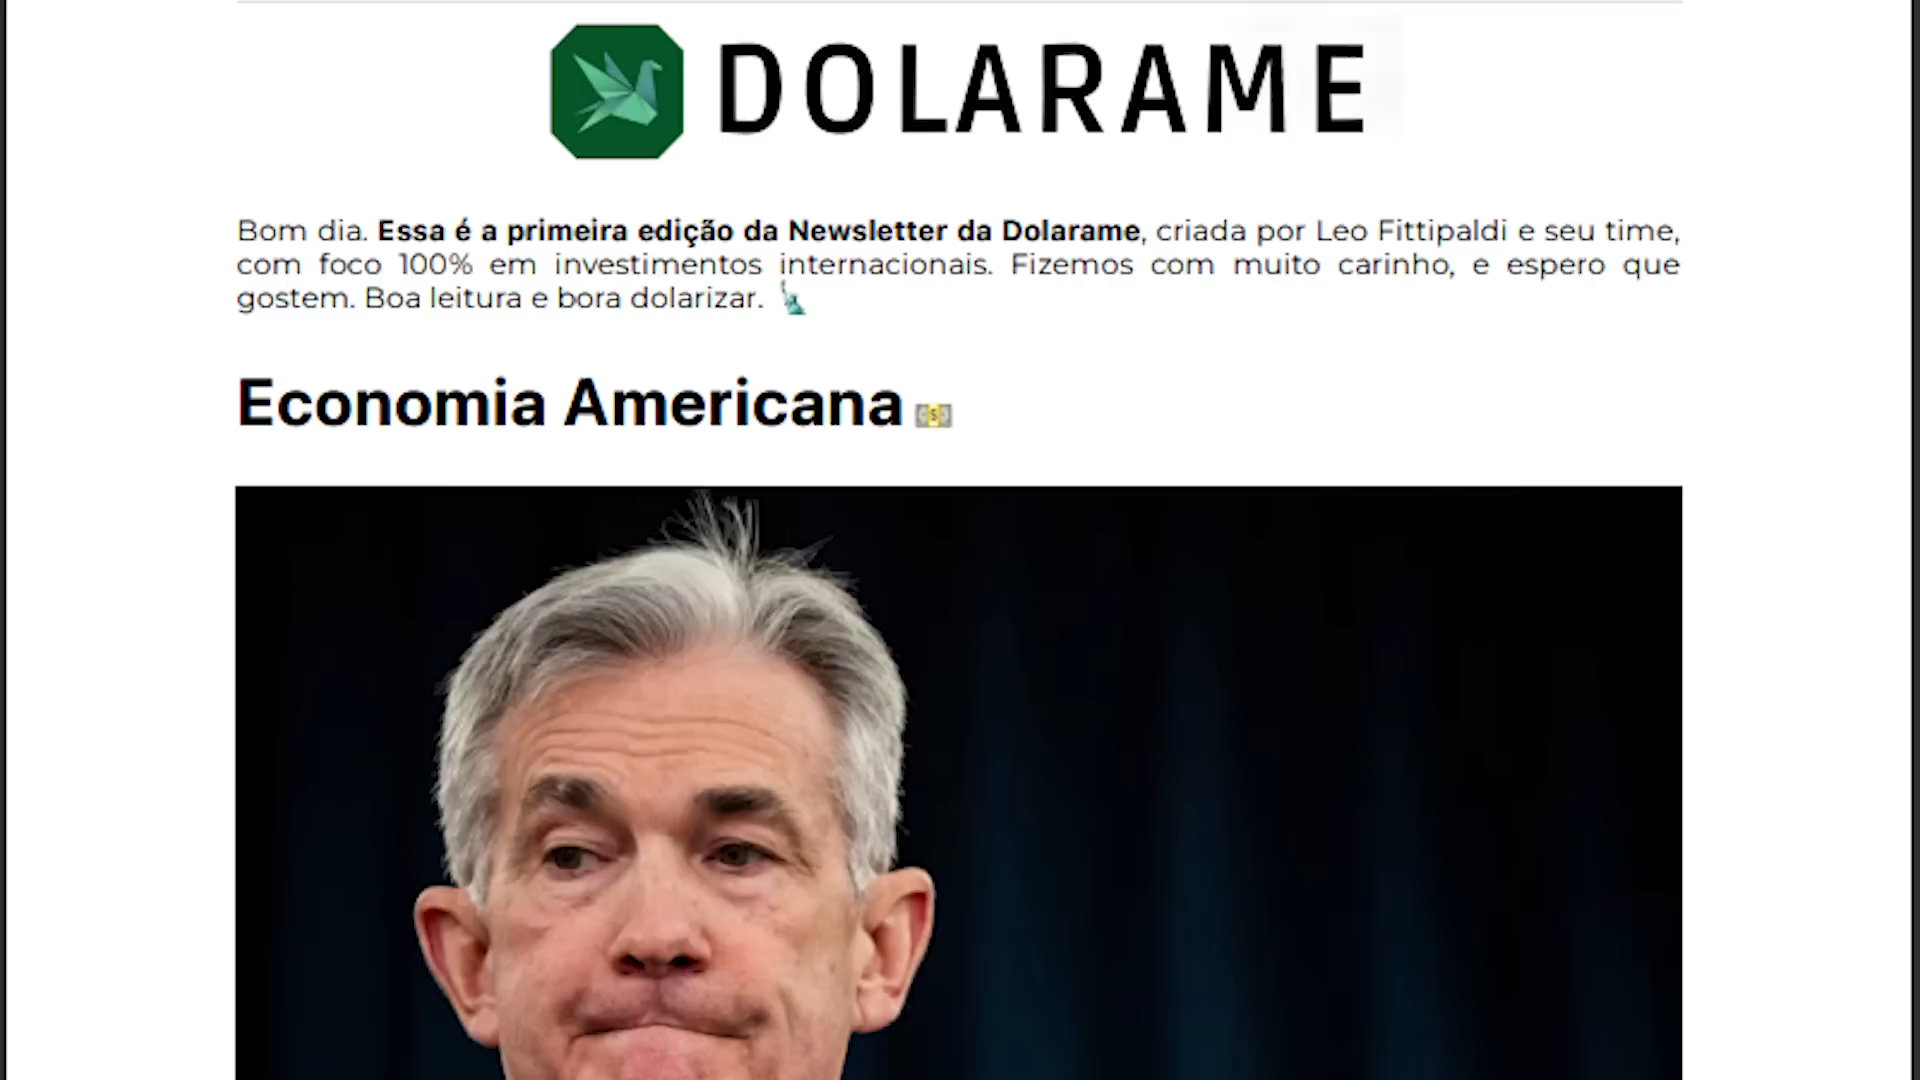 DOLARAME
Bom dia. Essa é a primeira edição da Newsletter da Dolarame, criada por Leo Fittipaldi e seu time,
com foco 100% em investimentos internacionais. Fizemos com muito carinho, e espero que
gostem. Boa leitura e bora dolarizar. 🗽
Economia Americana 💵